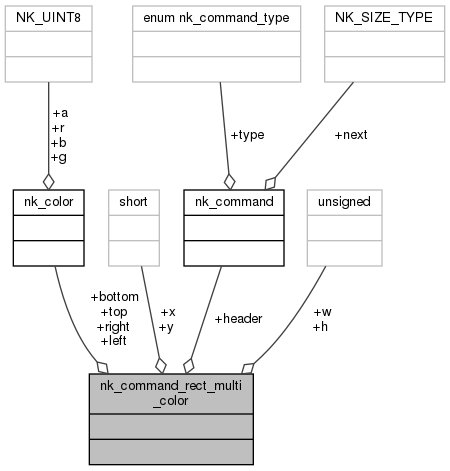 NK_UINT8
enum nk_command_type
NK_SIZE_TYPE
+a
+r
+b
+g
+type
+next
nk_color
short
nk_command
unsigned
+bottom
+top
+right
+left
+x
+y
+header
+w
+h
nk_command_rect_multi
_color